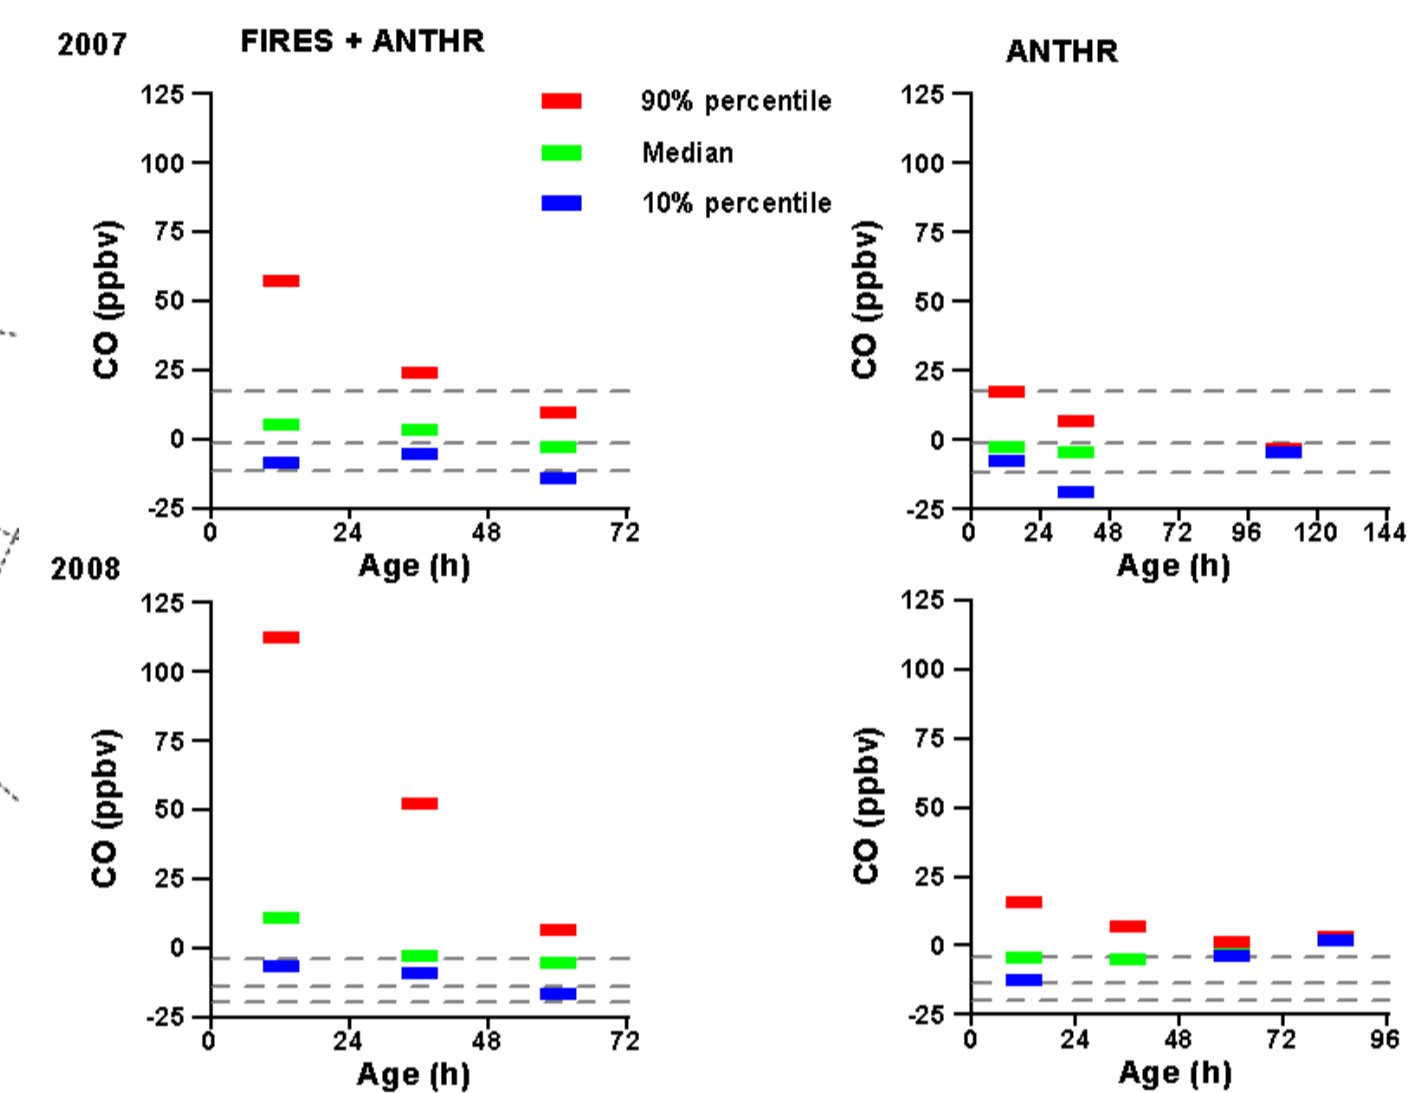 2007
FIRES + ANTHR
ANTHR
90% percentile
Median
10% percentile
125
100
75
50
25
0
-25
CO (ppbv)
0 24 48 72
Age (h)
125
100
75
50
25
0
-25
CO (ppbv)
0 24 48 72 96 120 144
Age (h)
2008
125
100
75
50
25
0
-25
CO (ppbv)
0 24 48 72
Age (h)
125
100
75
50
25
0
-25
CO (ppbv)
0 24 48 72 96
Age (h)